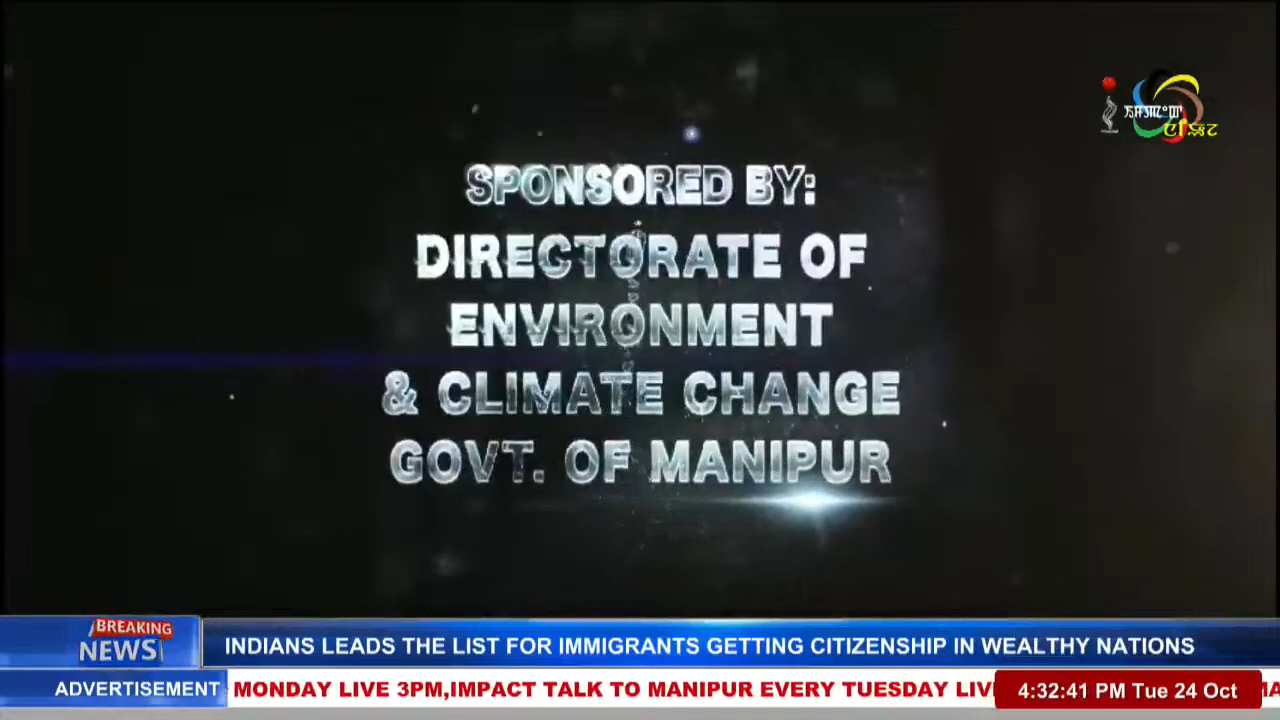 SPONSORED BY:
DIRECTORATE OF
ENVIRONMENT
& CLIMATE CHANGE
GOVT. OF MANIPUR
BREAKING
NEWS
INDIANS LEADS THE LIST FOR IMMIGRANTS GETTING CITIZENSHIP IN WEALTHY NATIONS
ADVERTISEMENT
MONDAY LIVE 3PM,IMPACT TALK TO MANIPUR EVERY TUESDAY
4:32:41 PM Tue 24 Oct